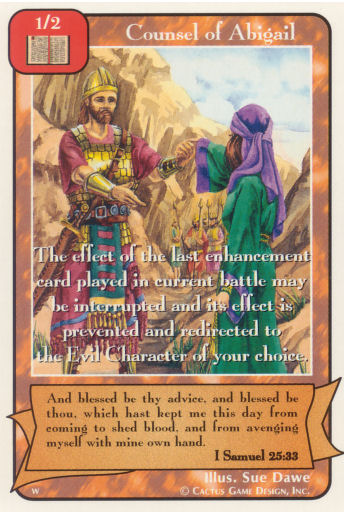 1/2
Counsel of Abigail
The effect of the last enhancement
card played in current battle may
be interrupted and its effect is
prevented and redirected to
the Evil Character of your choice.
And blessed be thy advice, and blessed be
thou, which hast kept me this day from
coming to shed blood, and from avenging
myself with mine own hand.
I Samuel 25:33
Illus. Sue Dawe
W
© Cactus Game Design, Inc.